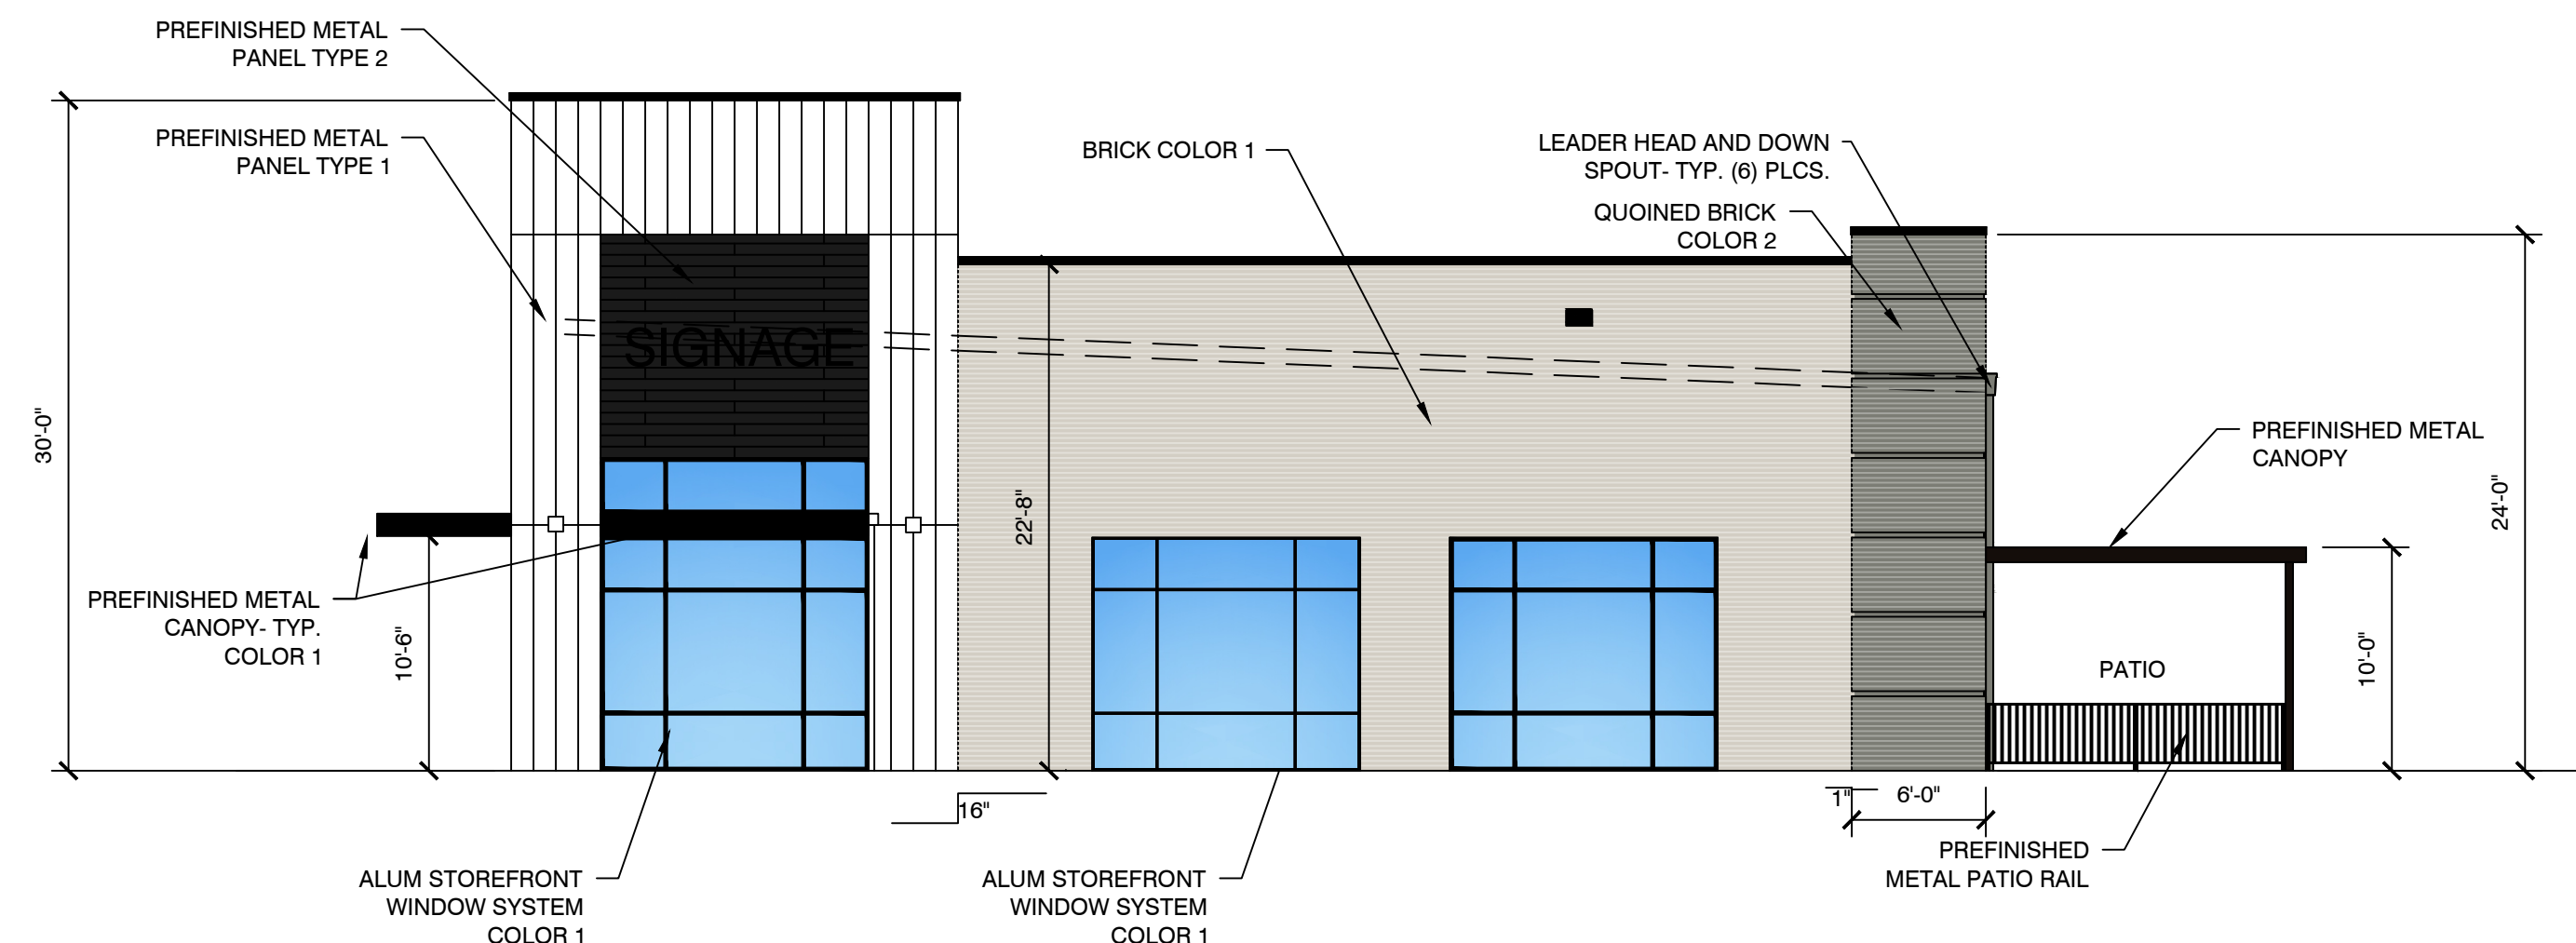 PREFINISHED METAL
PANEL TYPE 2
PREFINISHED METAL
PANEL TYPE 1
BRICK COLOR 1
LEADER HEAD AND DOWN
SPOUT- TYP. (6) PLCS.
QUOINED BRICK
COLOR 2
SIGNAGE
30'-0"
22'-8"
24'-0"
PREFINISHED METAL
CANOPY
PREFINISHED METAL
CANOPY- TYP.
COLOR 1
10'-6"
10'-0"
PATIO
16"
1"
6'-0"
PREFINISHED
METAL PATIO RAIL
ALUM STOREFRONT
WINDOW SYSTEM
COLOR 1
ALUM STOREFRONT
WINDOW SYSTEM
COLOR 1